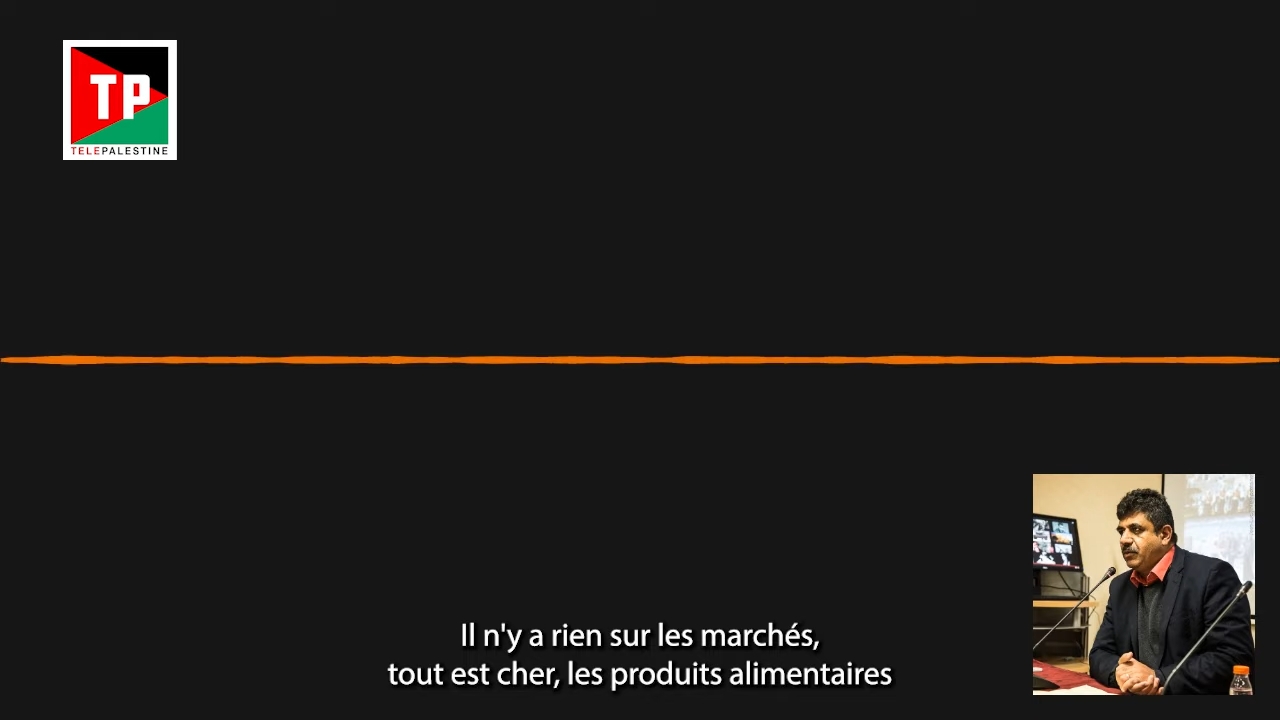 TP
TELEPALESTINE
Il n'y a rien sur les marchés,
tout est cher, les produits alimentaires